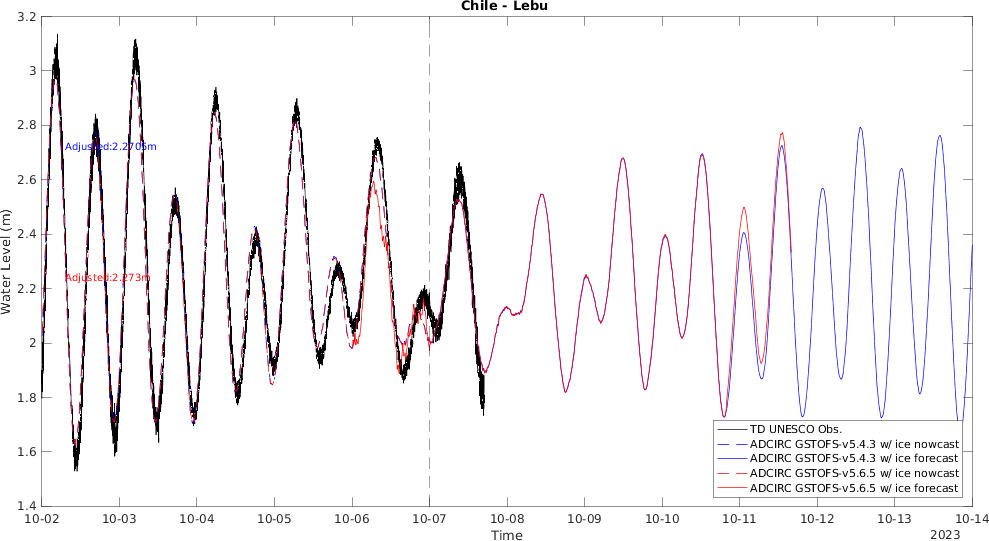 Chile - Lebu
3.2
3
2.8
2.6
2.4
2.2
2
1.8
1.6
1.4
Water Level (m)
Adjusted:2.2705m
Adjusted:2.273m
TD UNESCO Obs.
ADCIRC GSTOFS-v5.4.3 w/ ice nowcast
ADCIRC GSTOFS-v5.4.3 w/ ice forecast
ADCIRC GSTOFS-v5.6.5 w/ ice nowcast
ADCIRC GSTOFS-v5.6.5 w/ ice forecast
10-02 10-03 10-04 10-05 10-06 10-07 10-08 10-09 10-10 10-11 10-12 10-13 10-14
Time
2023